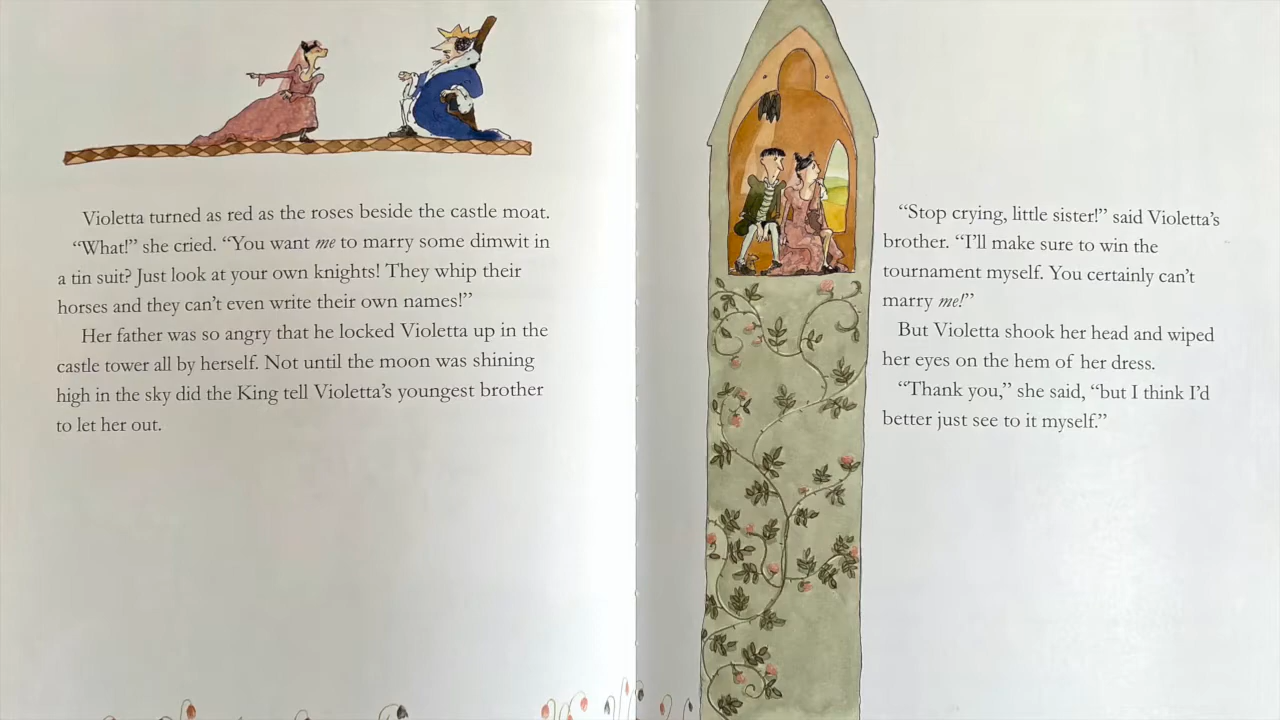 Violetta turned as red as the roses beside the castle moat.
“What!” she cried. “You want me to marry some dimwit in
a tin suit? Just look at your own knights! They whip their
horses and they can’t even write their own names!”
Her father was so angry that he locked Violetta up in the
castle tower all by herself. Not until the moon was shining
high in the sky did the King tell Violetta’s youngest brother
to let her out.
“Stop crying, little sister!” said Violetta’s
brother. “I’ll make sure to win the
tournament myself. You certainly can’t
marry me!”
But Violetta shook her head and wiped
her eyes on the hem of her dress.
“Thank you,” she said, “but I think I’d
better just see to it myself.”